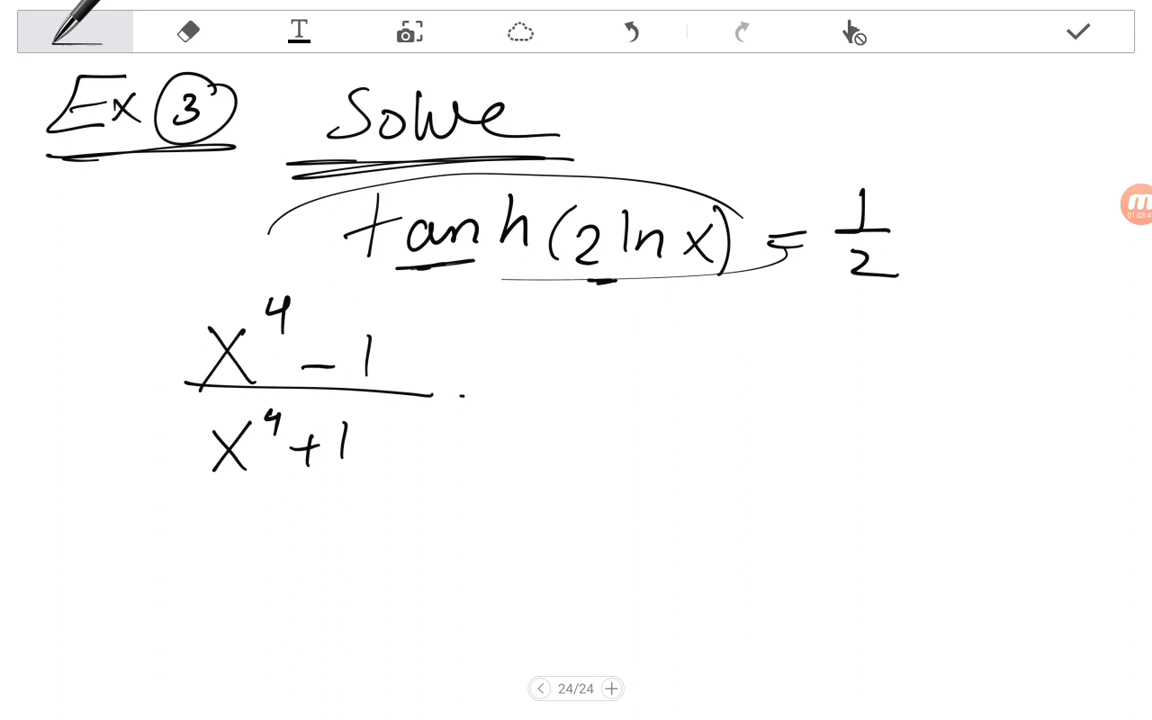 Ex 3 Solve
tanh(2 ln x) = 1/2
x^4 - 1
x^4 + 1
24/24